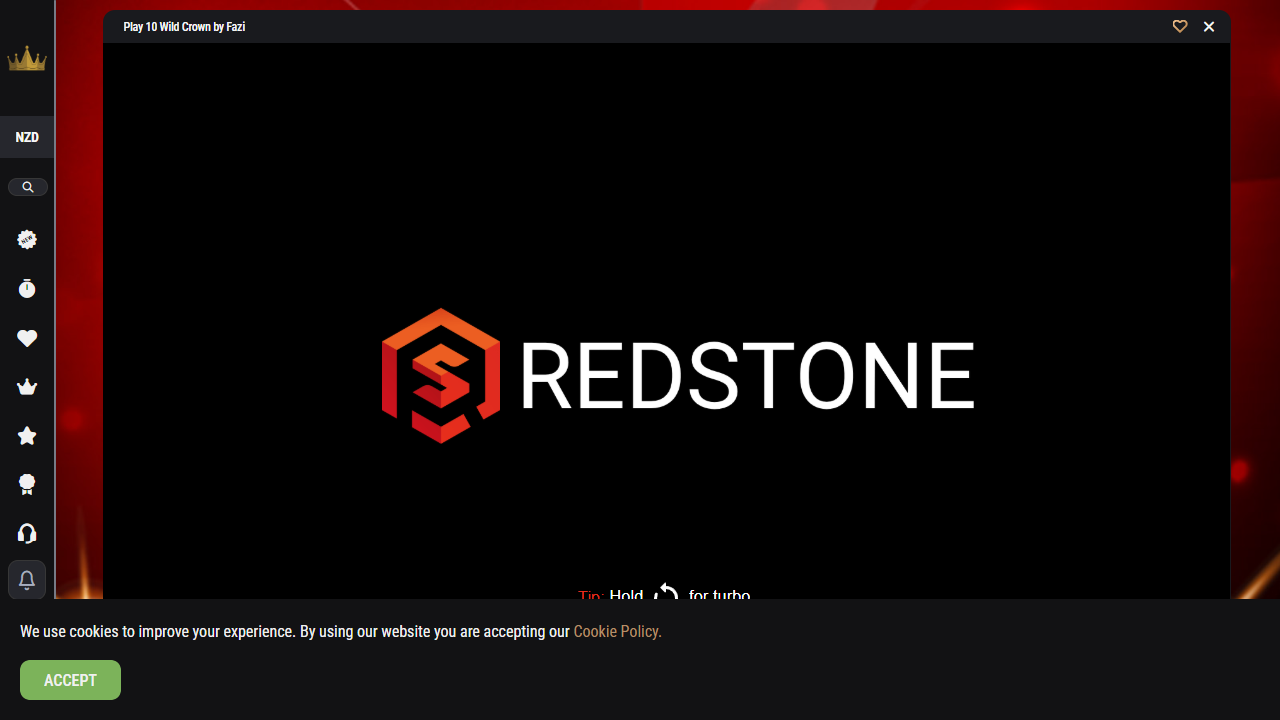 Play 10 Wild Crown by Fazi
NZD
NEW
REDSTONE
Tip: Hold for turbo
We use cookies to improve your experience. By using our website you are accepting our Cookie Policy.
ACCEPT